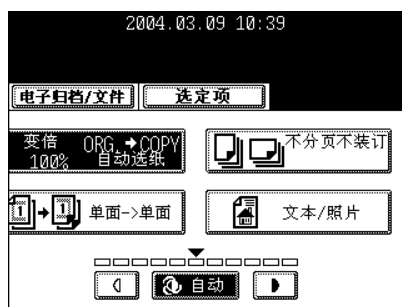 2004.03.09 10:39
电子归档/文件 选定项
变倍 ORG.➔COPY 不分页不装订
100% 自动选纸
1➔1 单面->单面 文本/照片
自动